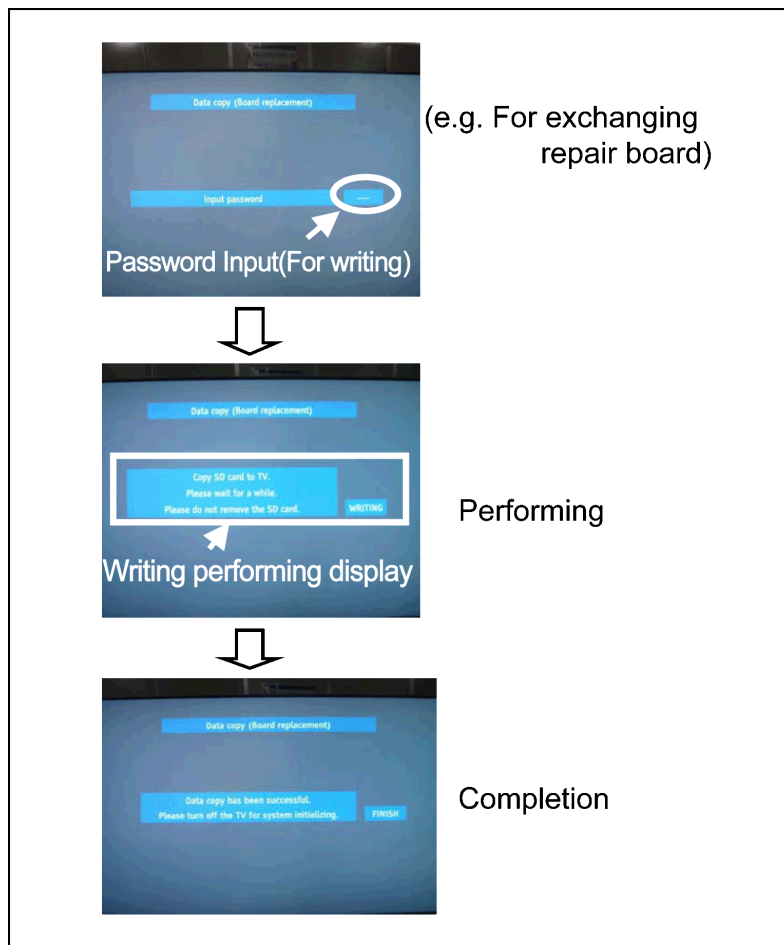 Data copy (Board replacement)
(e.g. For exchanging
repair board)
Input password
Password Input(For writing)
Data copy (Board replacement)
Copy SD card to TV.
Please wait for a while.
Please do not remove the SD card.
WRITING
Performing
Writing performing display
Data copy (Board replacement)
Data copy has been successful.
Please turn off the TV for system initializing.
FINISH
Completion